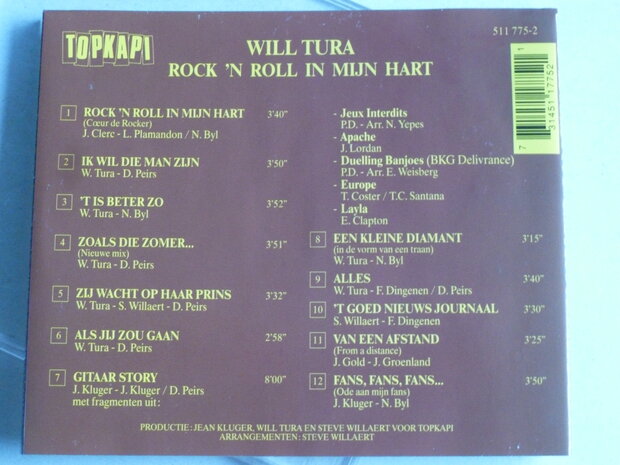 TOPKAPI
WILL TURA
ROCK 'N ROLL IN MIJN HART
511 775-2
7 31451 17752 1
1 ROCK 'N ROLL IN MIJN HART 3'40"
(Cœur de Rocker)
J. Clerc - L. Plamandon / N. Byl
2 IK WIL DIE MAN ZIJN 3'50"
W. Tura - D. Peirs
3 'T IS BETER ZO 3'52"
W. Tura - N. Byl
4 ZOALS DIE ZOMER... 3'51"
(Nieuwe mix)
W. Tura - D. Peirs
5 ZIJ WACHT OP HAAR PRINS 3'32"
W. Tura - S. Willaert - D. Peirs
6 ALS JIJ ZOU GAAN 2'58"
W. Tura - D. Peirs
7 GITAAR STORY 8'00"
J. Kluger - J. Kluger / D. Peirs
met fragmenten uit:
- Jeux Interdits
P.D. - Arr. N. Yepes
- Apache
J. Lordan
- Duelling Banjoes (BKG Delivrance)
P.D. - Arr. E. Weisberg
- Europe
T. Coster / T.C. Santana
- Layla
E. Clapton
8 EEN KLEINE DIAMANT 3'15"
(in de vorm van een traan)
W. Tura - N. Byl
9 ALLES 3'40"
W. Tura - F. Dingenen / D. Peirs
10 'T GOED NIEUWS JOURNAAL 3'30"
S. Willaert - F. Dingenen
11 VAN EEN AFSTAND 3'25"
(From a distance)
J. Gold - J. Groenland
12 FANS, FANS, FANS... 3'50"
(Ode aan mijn fans)
J. Kluger - N. Byl
PRODUCTIE : JEAN KLUGER, WILL TURA EN STEVE WILLAERT VOOR TOPKAPI
ARRANGEMENTEN : STEVE WILLAERT